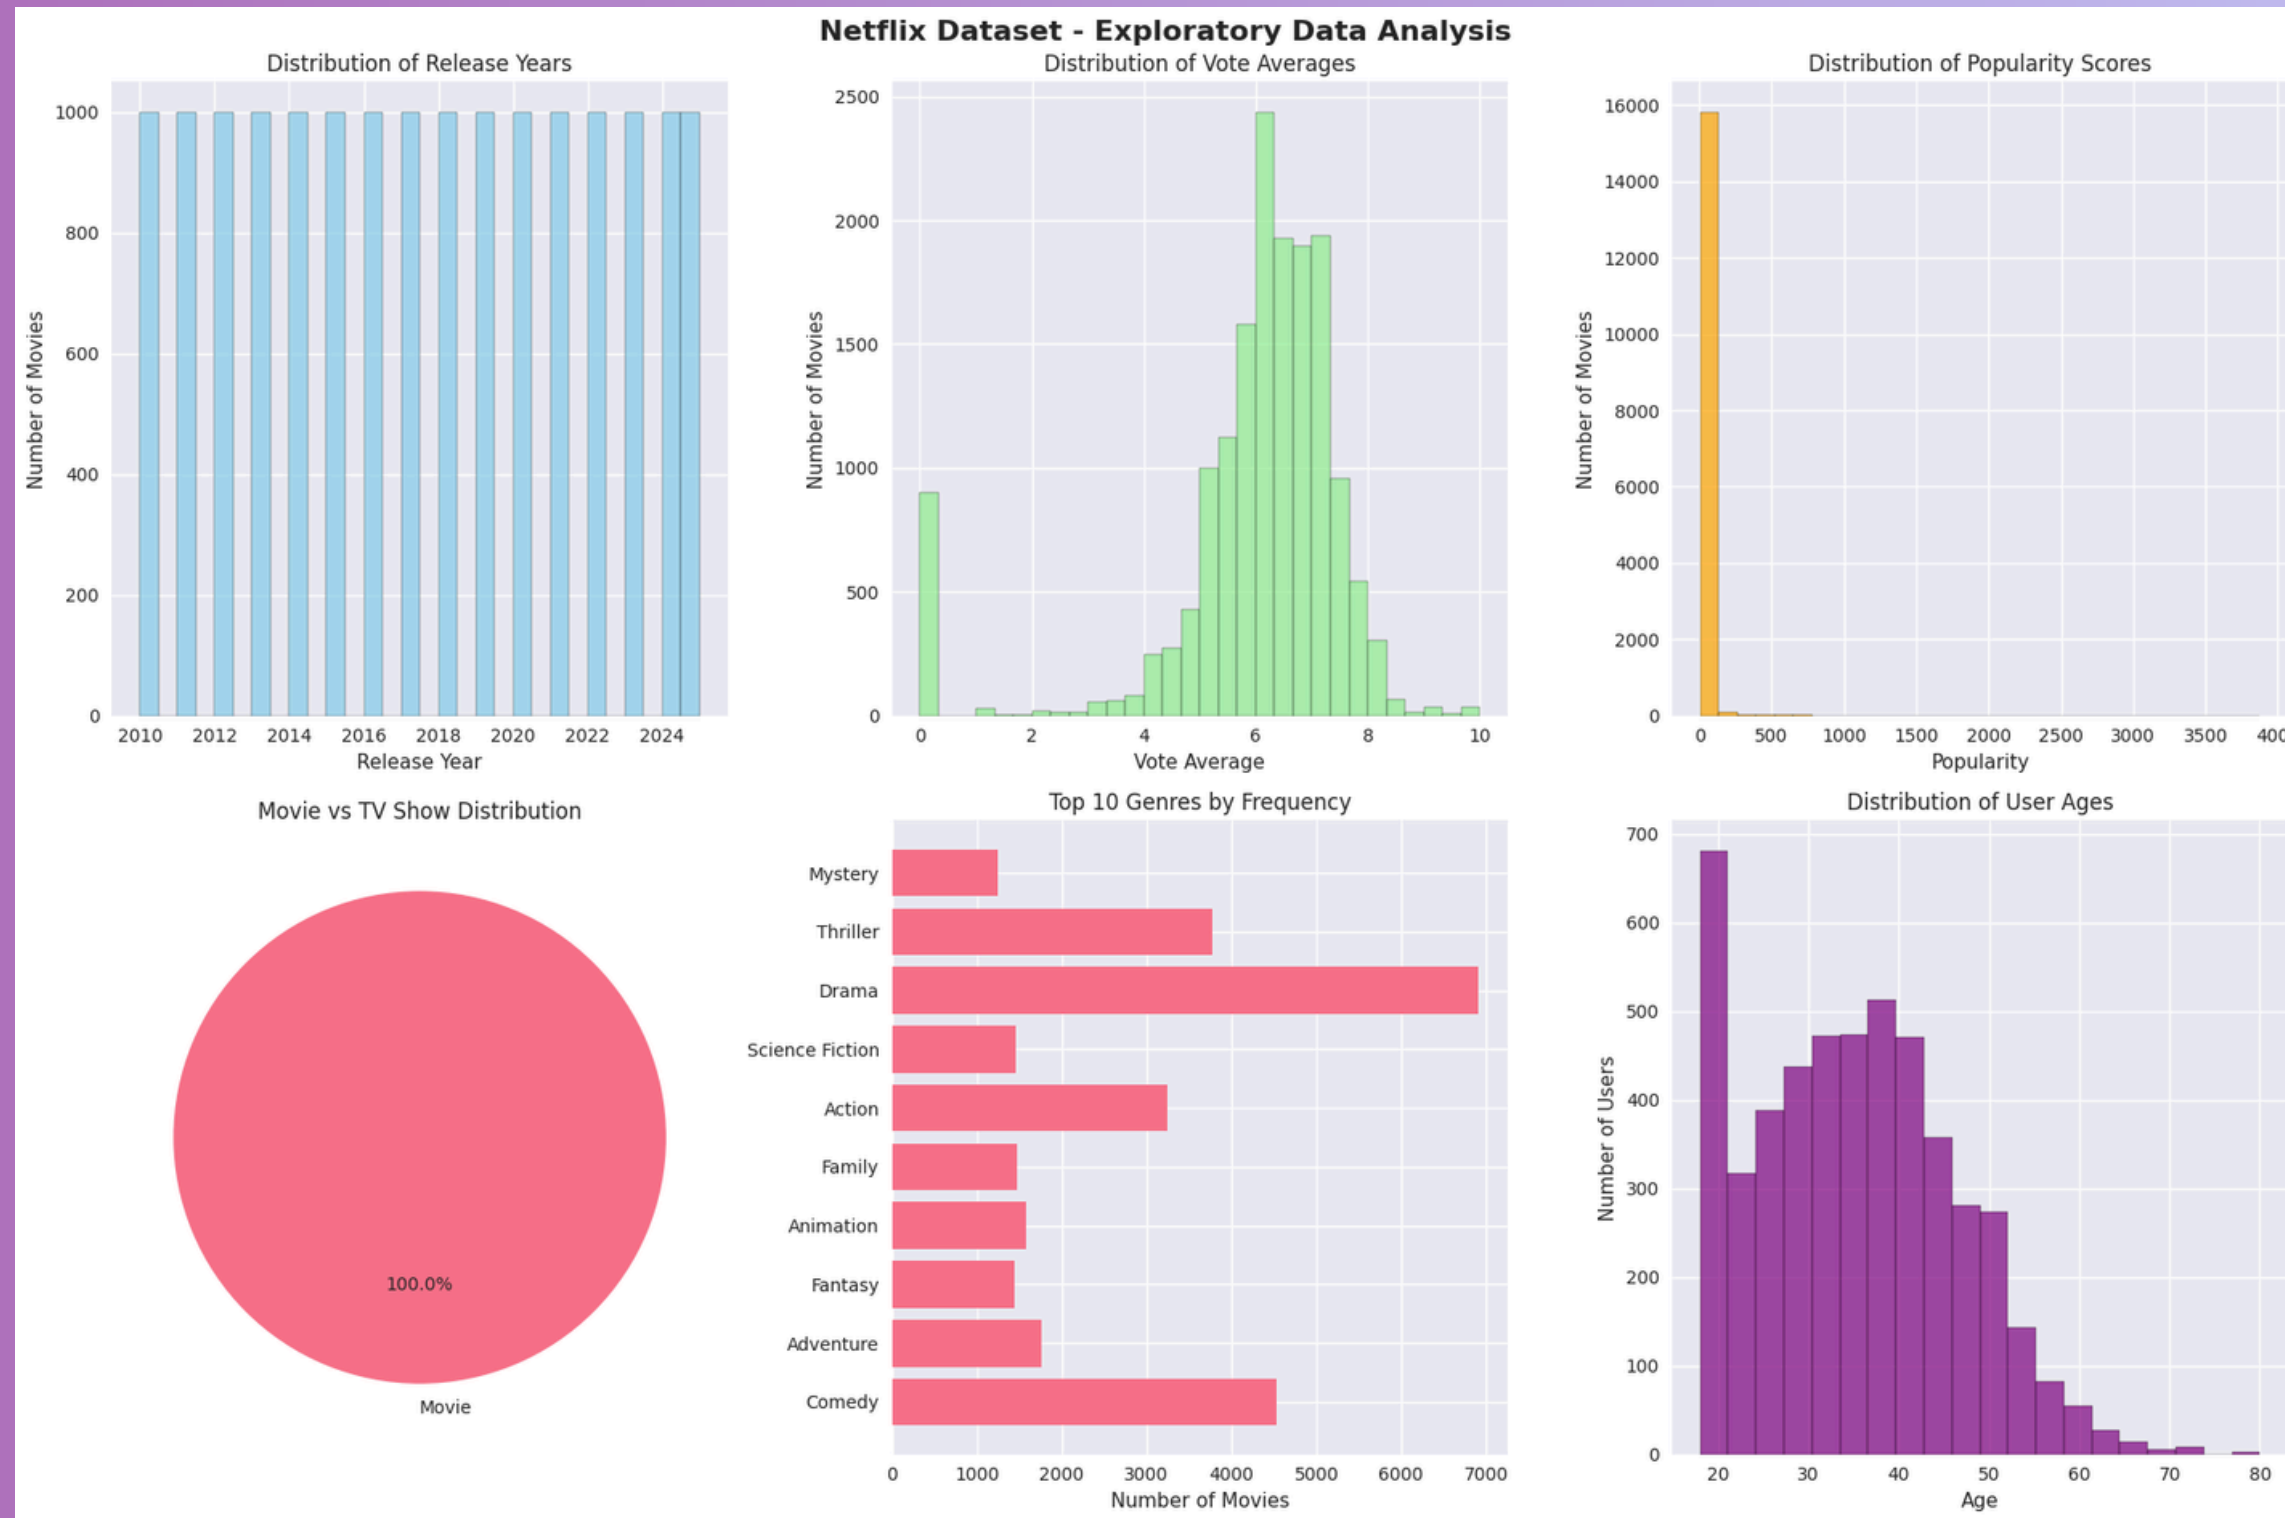 Netflix Dataset - Exploratory Data Analysis
Distribution of Release Years
1000
800
600
400
200
0
Number of Movies
2010 2012 2014 2016 2018 2020 2022 2024
Release Year
Distribution of Vote Averages
2500
2000
1500
1000
500
0
Number of Movies
0 2 4 6 8 10
Vote Average
Distribution of Popularity Scores
16000
14000
12000
10000
8000
6000
4000
2000
0
Number of Movies
0 500 1000 1500 2000 2500 3000 3500 400
Popularity
Movie vs TV Show Distribution
100.0%
Movie
Top 10 Genres by Frequency
Mystery
Thriller
Drama
Science Fiction
Action
Family
Animation
Fantasy
Adventure
Comedy
0 1000 2000 3000 4000 5000 6000 7000
Number of Movies
Distribution of User Ages
700
600
500
400
300
200
100
0
Number of Users
20 30 40 50 60 70 80
Age